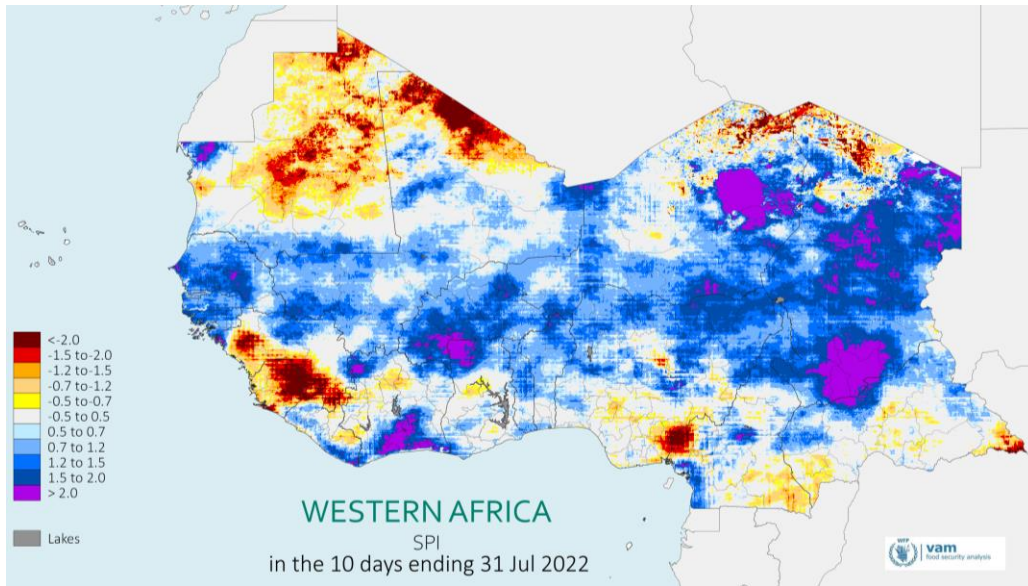 <-2.0
-1.5 to-2.0
-1.2 to-1.5
-0.7 to-1.2
-0.5 to-0.7
-0.5 to 0.5
0.5 to 0.7
0.7 to 1.2
1.2 to 1.5
1.5 to 2.0
> 2.0
Lakes
WESTERN AFRICA
SPI
in the 10 days ending 31 Jul 2022
WFP
vam
food security analysis